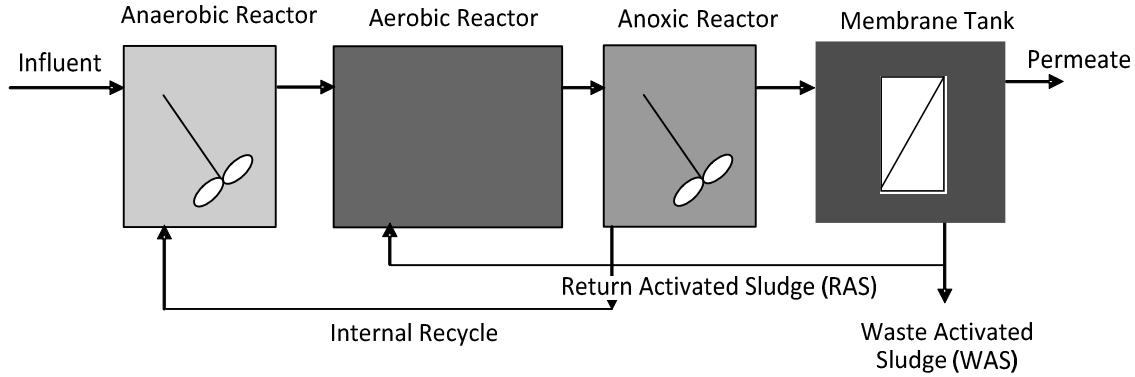 Anaerobic Reactor
Aerobic Reactor
Anoxic Reactor
Membrane Tank
Influent
Permeate
Return Activated Sludge (RAS)
Internal Recycle
Waste Activated
Sludge (WAS)